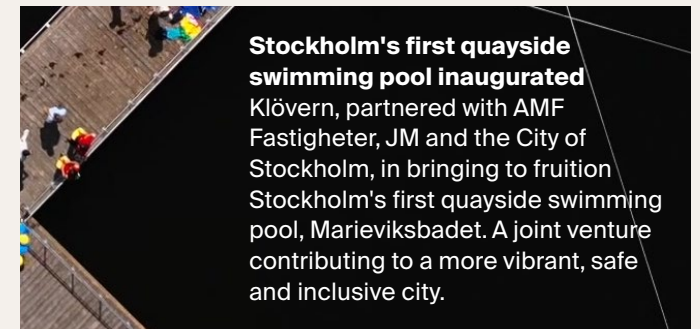 Stockholm's first quayside
swimming pool inaugurated
Klövern, partnered with AMF
Fastigheter, JM and the City of
Stockholm, in bringing to fruition
Stockholm's first quayside swimming
pool, Marieviksbadet. A joint venture
contributing to a more vibrant, safe
and inclusive city.